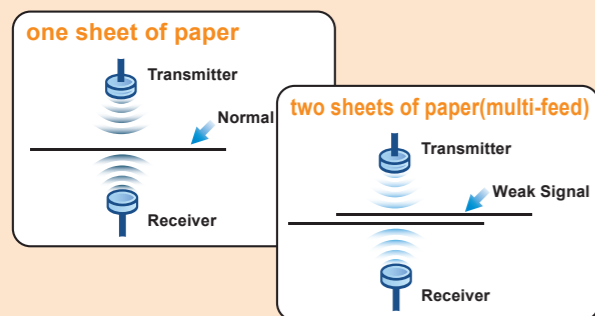 one sheet of paper
Transmitter
Normal
Receiver
two sheets of paper(multi-feed)
Transmitter
Weak Signal
Receiver